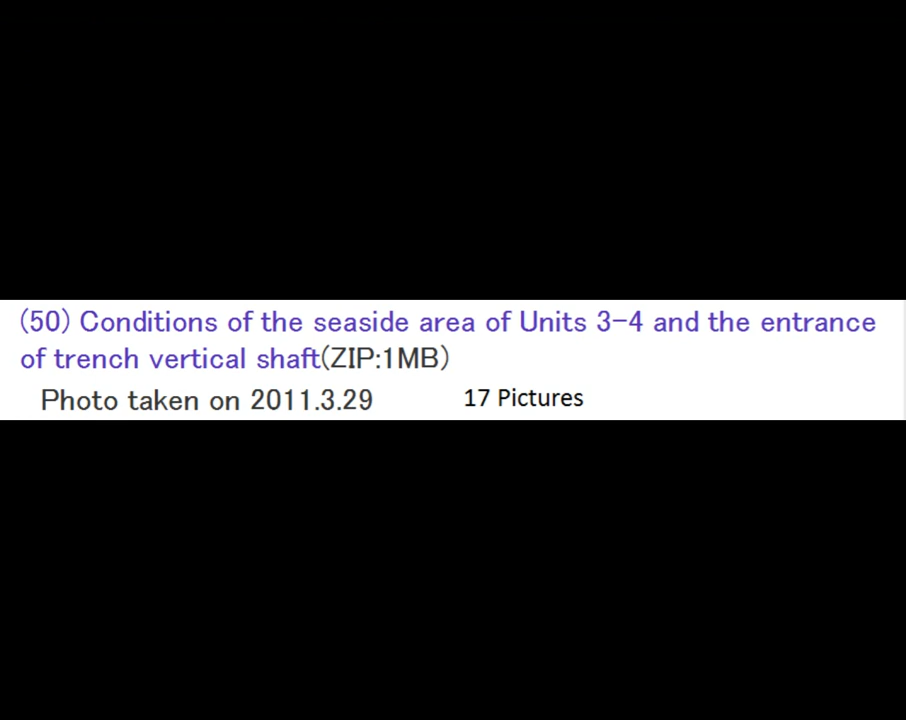 (50) Conditions of the seaside area of Units 3-4 and the entrance
of trench vertical shaft(ZIP:1MB)
Photo taken on 2011.3.29 17 Pictures